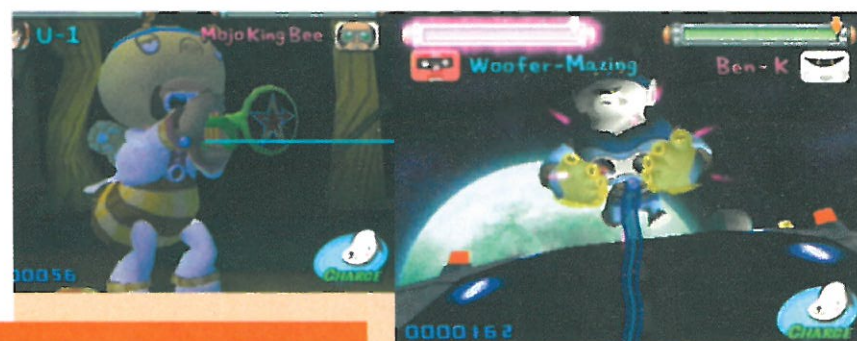 U-1
MojoKingBee
00056
CHARGE
Woofer-Mazing
Ben-K
0000162
CHARGE